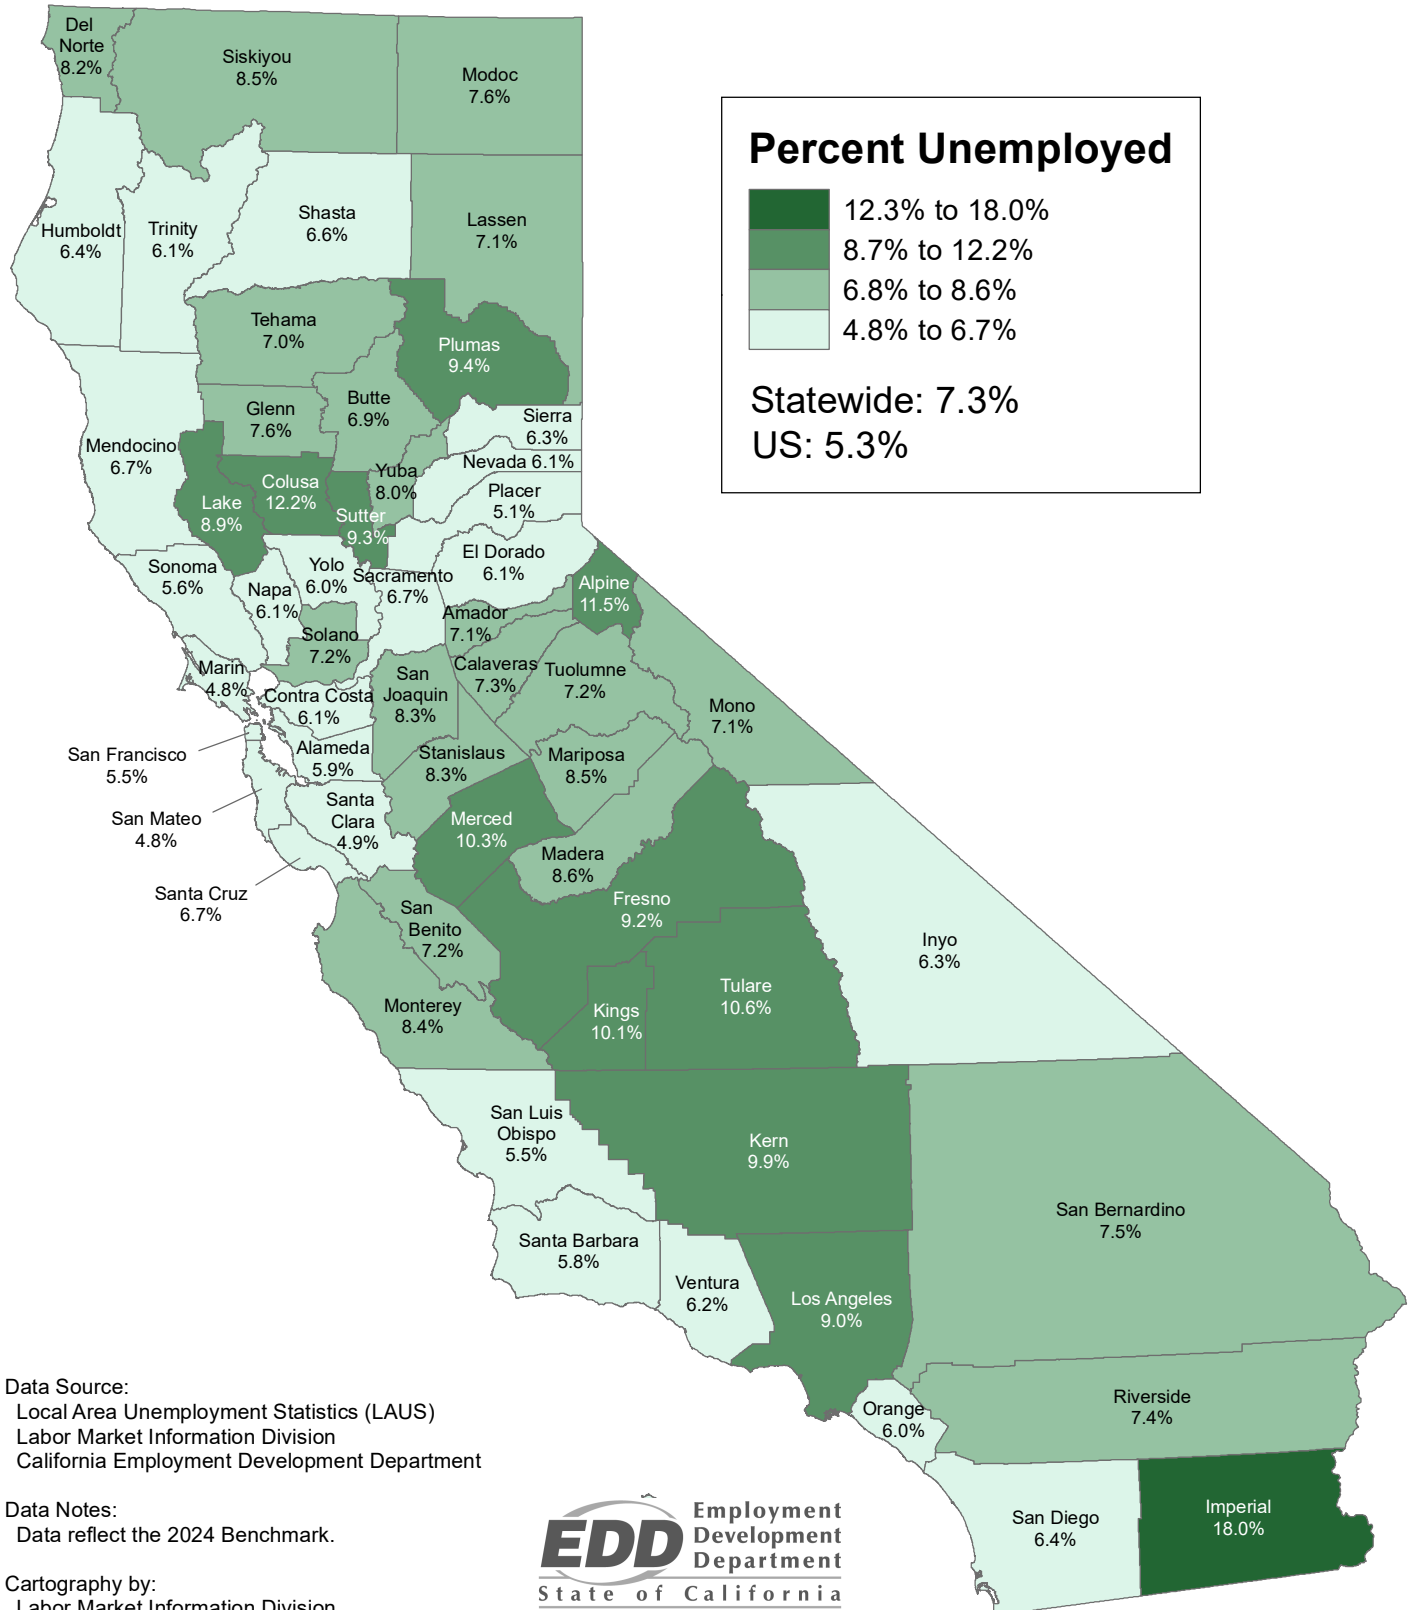 Del
Norte
8.2%
Siskiyou
8.5%
Modoc
7.6%
Percent Unemployed
12.3% to 18.0%
8.7% to 12.2%
6.8% to 8.6%
4.8% to 6.7%
Statewide: 7.3%
US: 5.3%
Humboldt
6.4%
Trinity
6.1%
Shasta
6.6%
Lassen
7.1%
Tehama
7.0%
Plumas
9.4%
Glenn
7.6%
Butte
6.9%
Sierra
6.3%
Mendocino
6.7%
Nevada 6.1%
Lake
8.9%
Colusa
12.2%
Yuba
8.0%
Placer
5.1%
Sutter
9.3%
El Dorado
6.1%
Sonoma
5.6%
Napa
6.1%
Yolo
6.0%
Sacramento
6.7%
Alpine
11.5%
Amador
7.1%
Solano
7.2%
Marin
4.8%
Contra Costa
6.1%
San
Joaquin
8.3%
Calaveras
7.3%
Tuolumne
7.2%
Mono
7.1%
San Francisco
5.5%
Alameda
5.9%
Stanislaus
8.3%
Mariposa
8.5%
San Mateo
4.8%
Santa
Clara
4.9%
Merced
10.3%
Madera
8.6%
Santa Cruz
6.7%
San
Benito
7.2%
Fresno
9.2%
Inyo
6.3%
Monterey
8.4%
Kings
10.1%
Tulare
10.6%
San Luis
Obispo
5.5%
Kern
9.9%
San Bernardino
7.5%
Santa Barbara
5.8%
Ventura
6.2%
Los Angeles
9.0%
Orange
6.0%
Riverside
7.4%
San Diego
6.4%
Imperial
18.0%
Data Source:
Local Area Unemployment Statistics (LAUS)
Labor Market Information Division
California Employment Development Department
Data Notes:
Data reflect the 2024 Benchmark.
Cartography by:
Labor Market Information Division
EDD
Employment
Development
Department
State of California